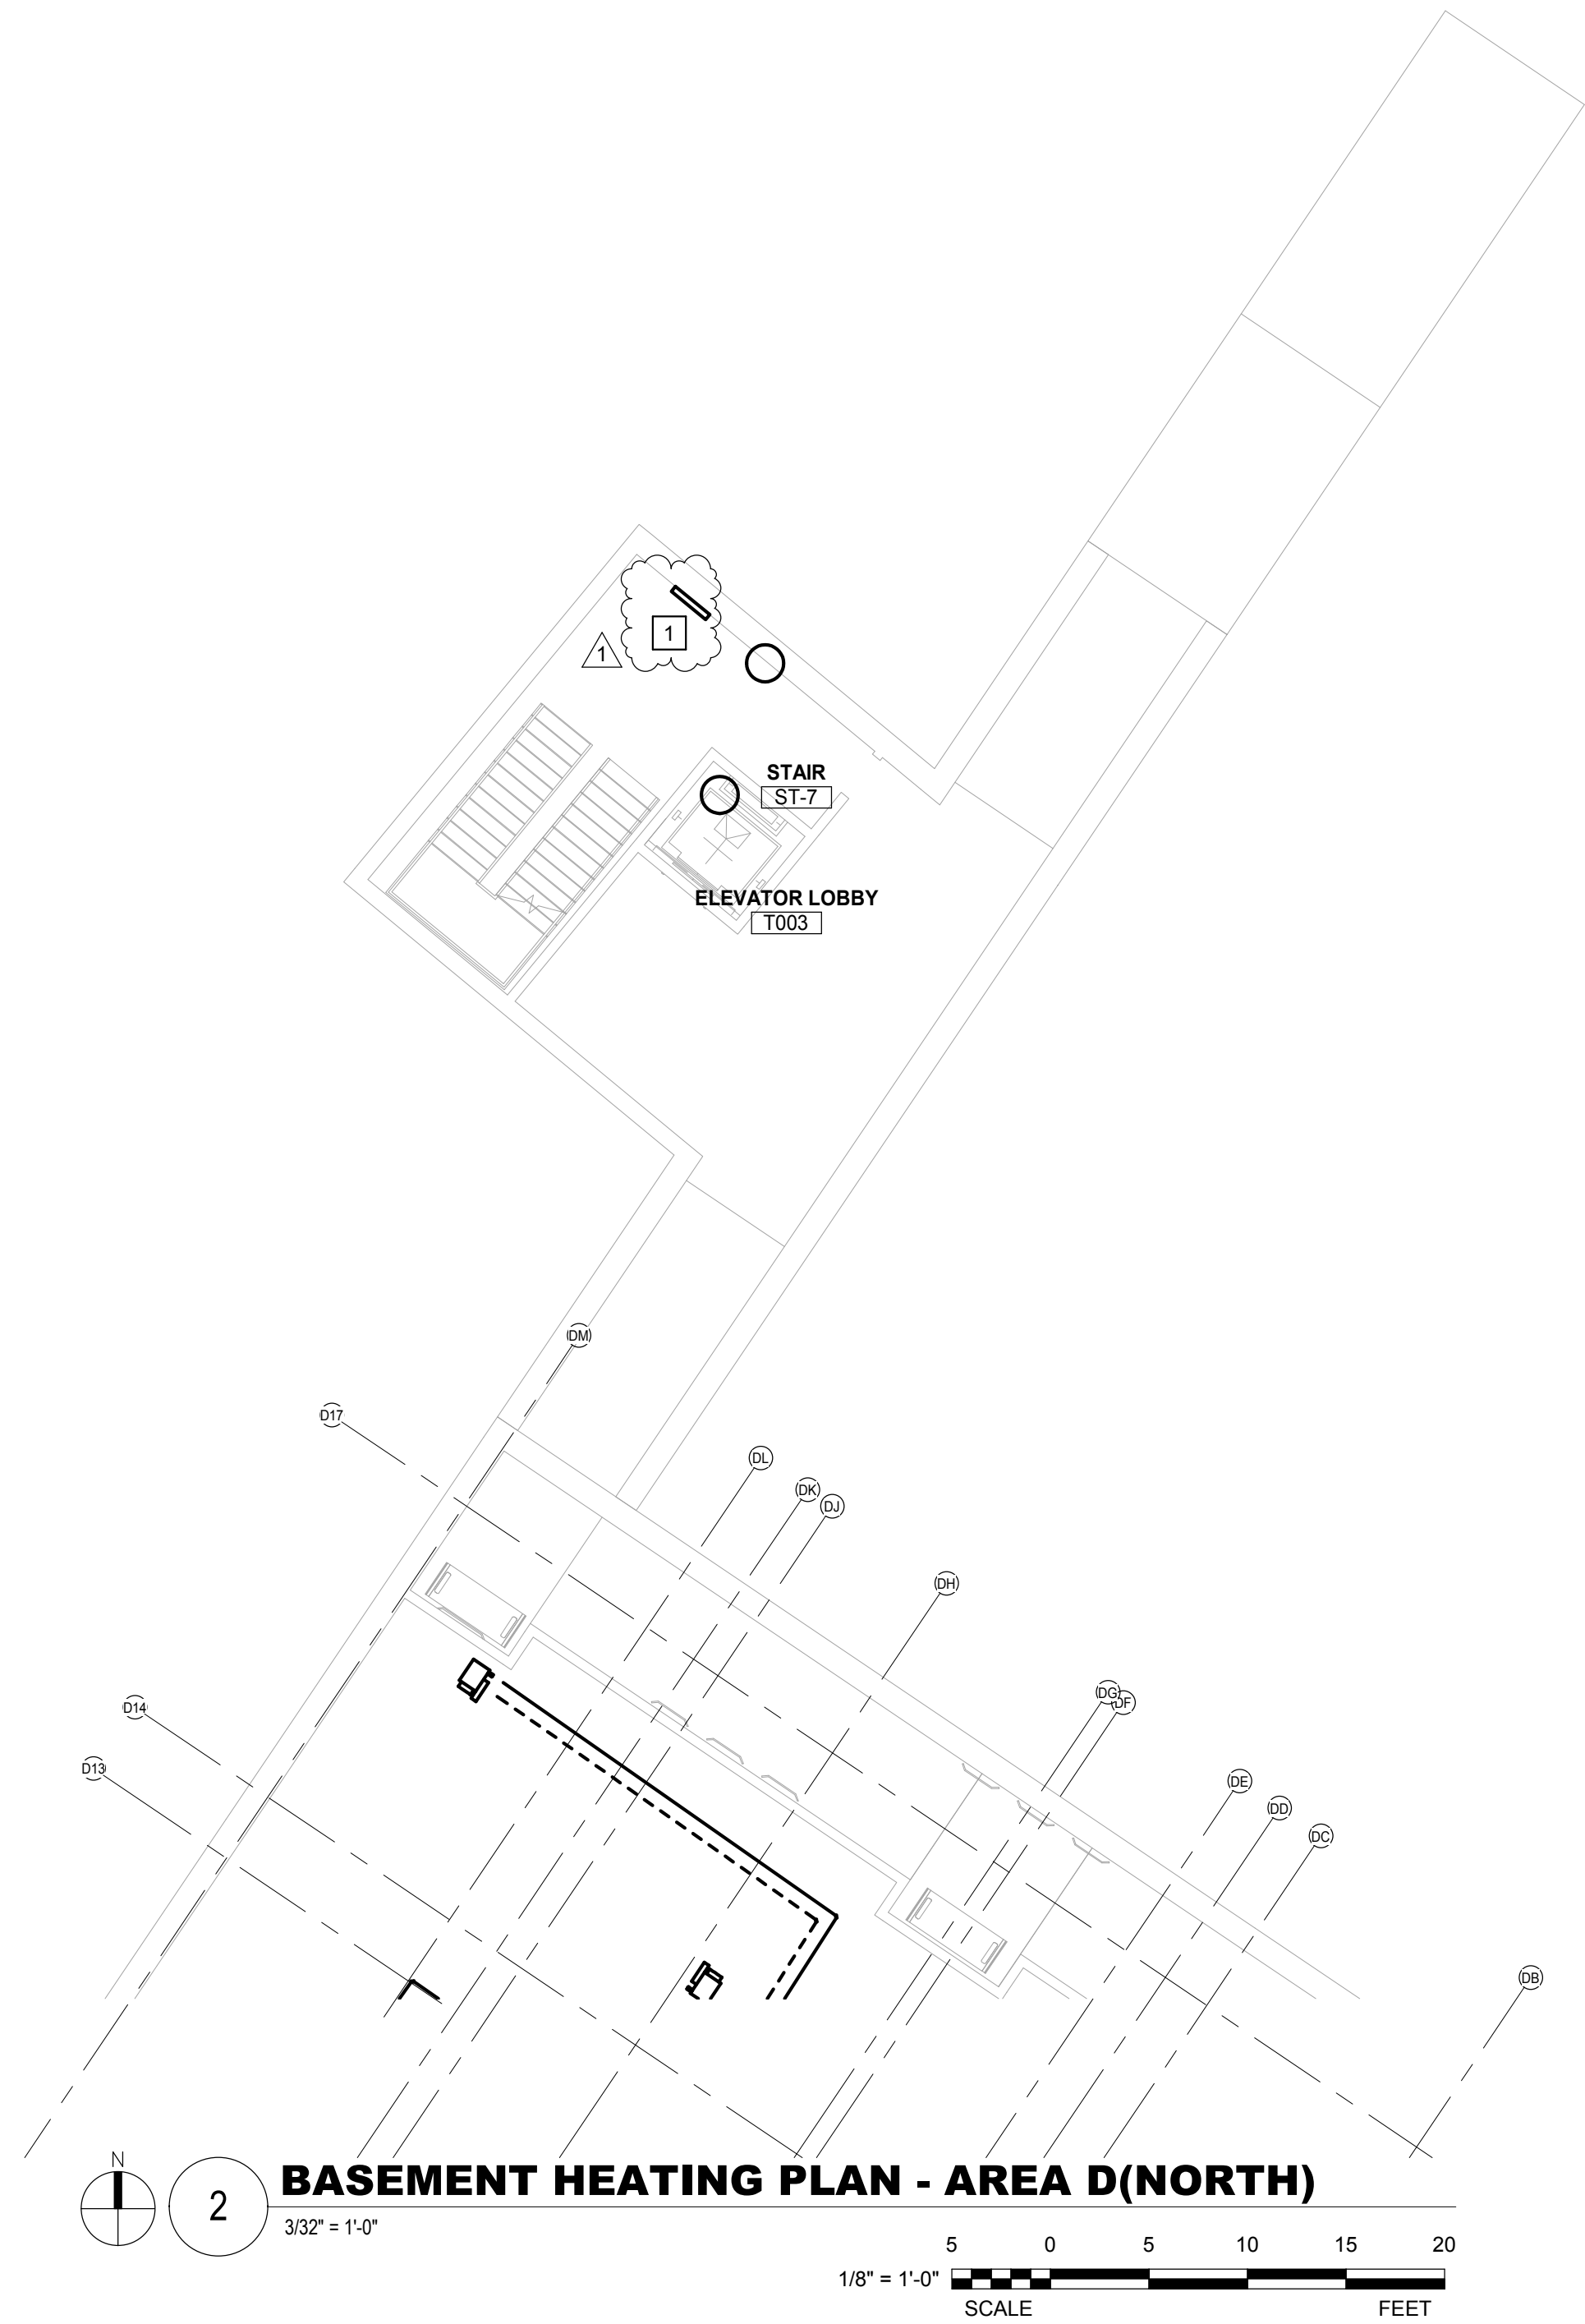 1
1
STAIR
ST-7
ELEVATOR LOBBY
T003
DM
D17
DL
DK
DJ
DH
D14
DG
DF
D13
DE
DD
DC
DB
N
2
BASEMENT HEATING PLAN - AREA D(NORTH)
3/32" = 1'-0"
5 0 5 10 15 20
1/8" = 1'-0"
SCALE FEET